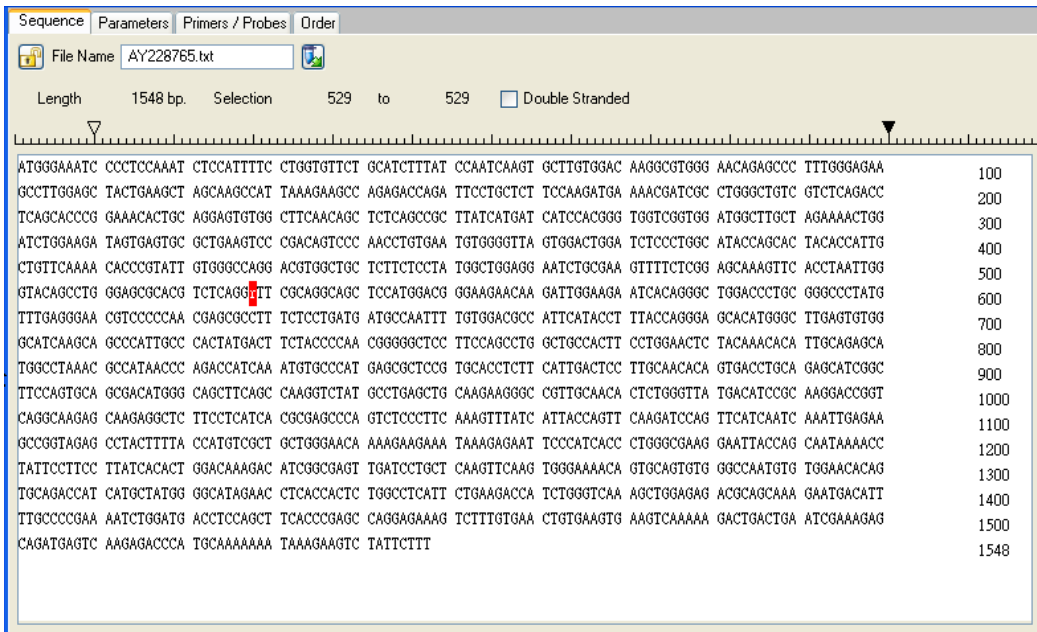 Sequence Parameters Primers / Probes Order
File Name AY228765.txt
Length 1548 bp. Selection 529 to 529 Double Stranded
ATGGGAAATC CCCTCCAAAT CTCCATTTTC CTGGTGTTCT GCATCTTTAT CCAATCAAGT GCTTGTGGAC AAGGCGTGGG AACAGAGCCC TTTGGGAGAA 100
GCCTTGGAGC TACTGAAGCT AGCAAGCCAT TAAAGAAGCC AGAGACCAGA TTCCTGCTCT TCCAAGATGA AAACGATCGC CTGGGCTGTC GTCTCAGACC 200
TCAGCACCCG GAAACACTGC AGGAGTGTGG CTTCAACAGC TCTCAGCCGC TTATCATGAT CATCCACGGG TGGTCGGTGG ATGGCTTGCT AGAAAACTGG 300
ATCTGGAAGA TAGTGAGTGC GCTGAAGTCC CGACAGTCCC AACCTGTGAA TGTGGGGTTA GTGGACTGGA TCTCCCTGGC ATACCAGCAC TACACCATTG 400
CTGTTCAAAA CACCCGTATT GTGGGCCAGG ACGTGGCTGC TCTTCTCCTA TGGCTGGAGG AATCTGCGAA GTTTTCTCGG AGCAAAGTTC ACCTAATTGG 500
GTACAGCCTG GGAGCGCACG TCTCAGGrTT CGCAGGCAGC TCCATGGACG GGAAGAACAA GATTGGAAGA ATCACAGGGC TGGACCCTGC GGGCCCTATG 600
TTTGAGGGAA CGTCCCCCAA CGAGCGCCTT TCTCCTGATG ATGCCAATTT TGTGGACGCC ATTCATACCT TTACCAGGGA GCACATGGGC TTGAGTGTGG 700
GCATCAAGCA GCCCATTGCC CACTATGACT TCTACCCCAA CGGGGGCTCC TTCCAGCCTG GCTGCCACTT CCTGGAACTC TACAAACACA TTGCAGAGCA 800
TGGCCTAAAC GCCATAACCC AGACCATCAA ATGTGCCCAT GAGCGCTCCG TGCACCTCTT CATTGACTCC TTGCAACACA GTGACCTGCA GAGCATCGGC 900
TTCCAGTGCA GCGACATGGG CAGCTTCAGC CAAGGTCTAT GCCTGAGCTG CAAGAAGGGC CGTTGCAACA CTCTGGGTTA TGACATCCGC AAGGACCGGT 1000
CAGGCAAGAG CAAGAGGCTC TTCCTCATCA CGCGAGCCCA GTCTCCCTTC AAAGTTTATC ATTACCAGTT CAAGATCCAG TTCATCAATC AAATTGAGAA 1100
GCCGGTAGAG CCTACTTTTA CCATGTCGCT GCTGGGAACA AAAGAAGAAA TAAAGAGAAT TCCCATCACC CTGGGCGAAG GAATTACCAG CAATAAAACC 1200
TATTCCTTCC TTATCACACT GGACAAAGAC ATCGGCGAGT TGATCCTGCT CAAGTTCAAG TGGGAAAACA GTGCAGTGTG GGCCAATGTG TGGAACACAG 1300
TGCAGACCAT CATGCTATGG GGCATAGAAC CTCACCACTC TGGCCTCATT CTGAAGACCA TCTGGGTCAA AGCTGGAGAG ACGCAGCAAA GAATGACATT 1400
TTGCCCCGAA AATCTGGATG ACCTCCAGCT TCACCCGAGC CAGGAGAAAG TCTTTGTGAA CTGTGAAGTG AAGTCAAAAA GACTGACTGA ATCGAAAGAG 1500
CAGATGAGTC AAGAGACCCA TGCAAAAAAA TAAAGAAGTC TATTCTTT 1548